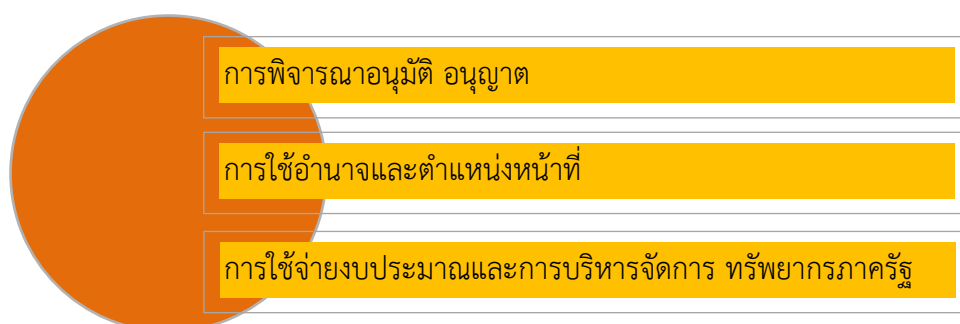 การพิจารณาอนุมัติ อนุญาต
การใช้อำนาจและตำแหน่งหน้าที่
การใช้จ่ายงบประมาณและการบริหารจัดการ ทรัพยากรภาครัฐ